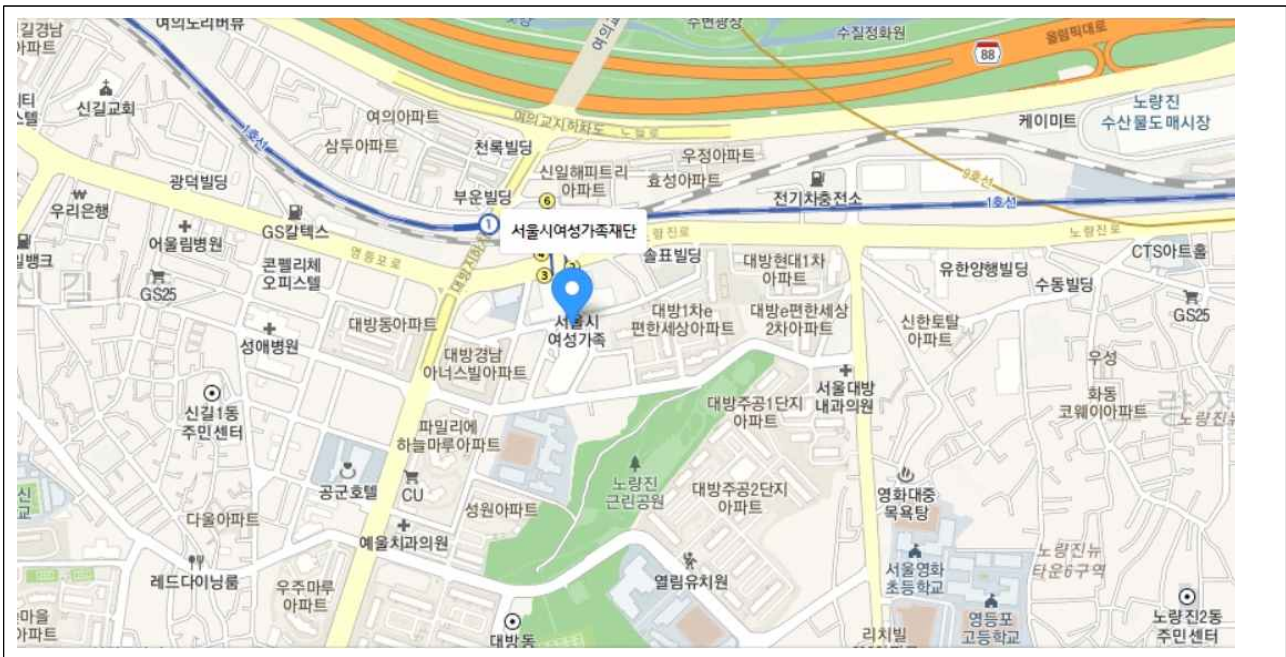 여의노리버뷰
수변광장
수질정화원
올림픽대로
88
신길교회
여의아파트
삼두아파트
천록빌딩
여의교지하차도
노들로
우정아파트
신일해피트리
아파트
효성아파트
케이미트
노량진
수산물도매시장
1호선
광덕빌딩
부운빌딩
6
전기차충전소
9호선
1호선
우리은행
어울림병원
GS칼텍스
1
서울시여성가족재단
노량진로
노량진로
영등포로
4
3
2
솔표빌딩
대방현대1차
아파트
유한양행빌딩
수동빌딩
CTS아트홀
GS25
콘펠리체
오피스텔
GS25
대방동아파트
성애병원
서울시
여성가족
대방1차e
편한세상아파트
대방e편한세상
2차아파트
신한토탈
아파트
대방경남
아너스빌아파트
우성
화동
코웨이아파트
신길1동
주민센터
서울대방
내과의원
대방주공1단지
아파트
파밀리에
하늘마루아파트
공군호텔
CU
노량진
근린공원
대방주공2단지
아파트
영화대중
목욕탕
다울아파트
성원아파트
예울치과의원
레드다이닝룸
우주마루
아파트
열림유치원
서울영화
초등학교
노량진뉴
타운6구역
영등포
고등학교
대방동
리치빌
노량진2동
주민센터